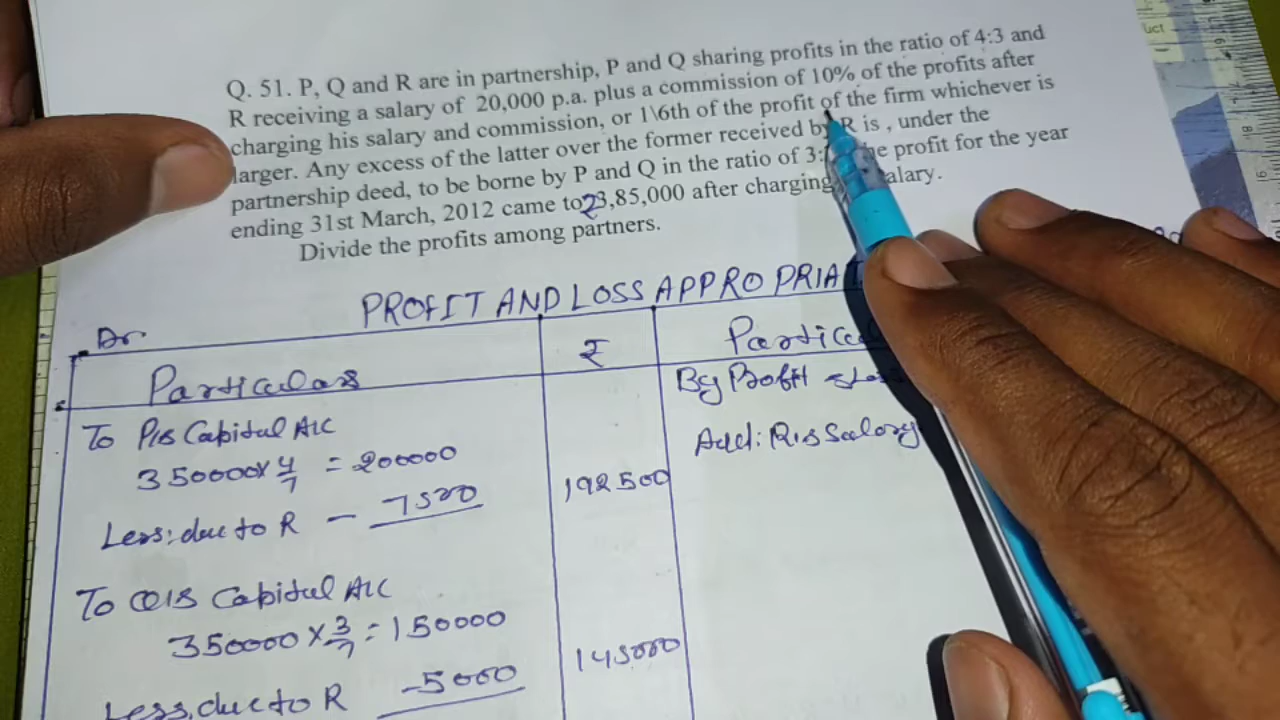 Q. 51. P, Q and R are in partnership, P and Q sharing profits in the ratio of 4:3 and
R receiving a salary of 20,000 p.a. plus a commission of 10% of the profits after
charging his salary and commission, or 1\6th of the profit of the firm whichever is
larger. Any excess of the latter over the former received by R is , under the
partnership deed, to be borne by P and Q in the ratio of 3: the profit for the year
ending 31st March, 2012 came to 3,85,000 after charging salary.
Divide the profits among partners.
PROFIT AND LOSS APPROPRIAT
Dr
Particulars ₹ Particul
To P's Capital A/C
350000 × 4/7 = 200000
Less: due to R - 7500
192500
To Q's Capital A/C
350000 × 3/7 = 150000
Less, due to R -5000
145000
By Profit
Add: R's Salary